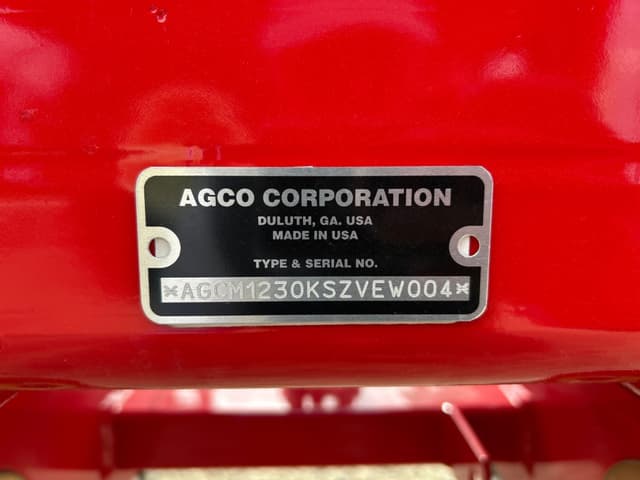 AGCO CORPORATION
DULUTH, GA. USA
MADE IN USA
TYPE & SERIAL NO.
*AGCM1230KSZVEW004*